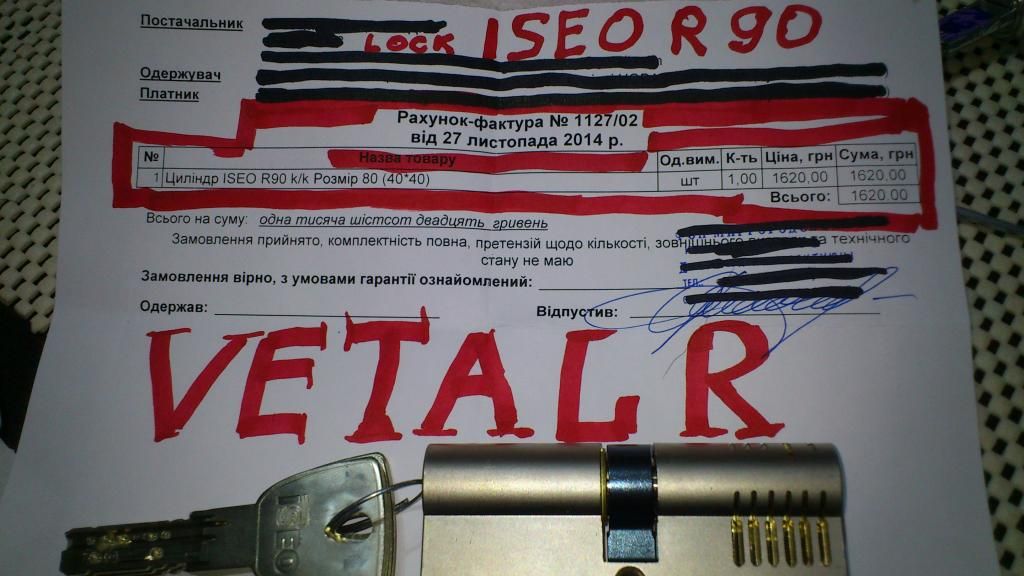 Постачальник
LOCK ISEO R 90
Одержувач
Платник
Рахунок-фактура № 1127/02
від 27 листопада 2014 р.
№ Назва товару Од.вим. К-ть Ціна, грн Сума, грн
1 Циліндр ISEO R90 k/k Розмір 80 (40*40) шт 1,00 1620,00 1620,00
Всього: 1620,00
Всього на суму: одна тисяча шістсот двадцять гривень
Замовлення прийнято, комплектність повна, претензій щодо кількості, зовнішнього та технічного
стану не маю
Замовлення вірно, з умовами гарантії ознайомлений:
Одержав: Відпустив:
VETAL R
ISEO